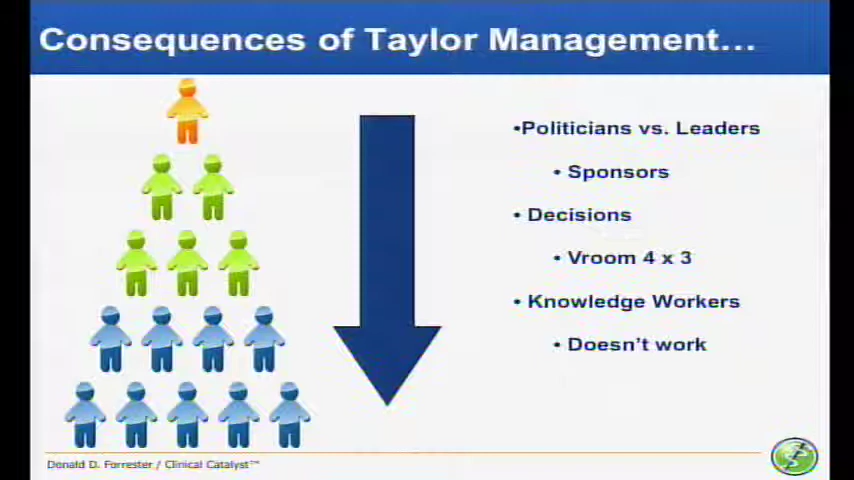 Consequences of Taylor Management…
•Politicians vs. Leaders
• Sponsors
• Decisions
• Vroom 4 x 3
• Knowledge Workers
• Doesn't work
Donald D. Forrester / Clinical Catalyst™